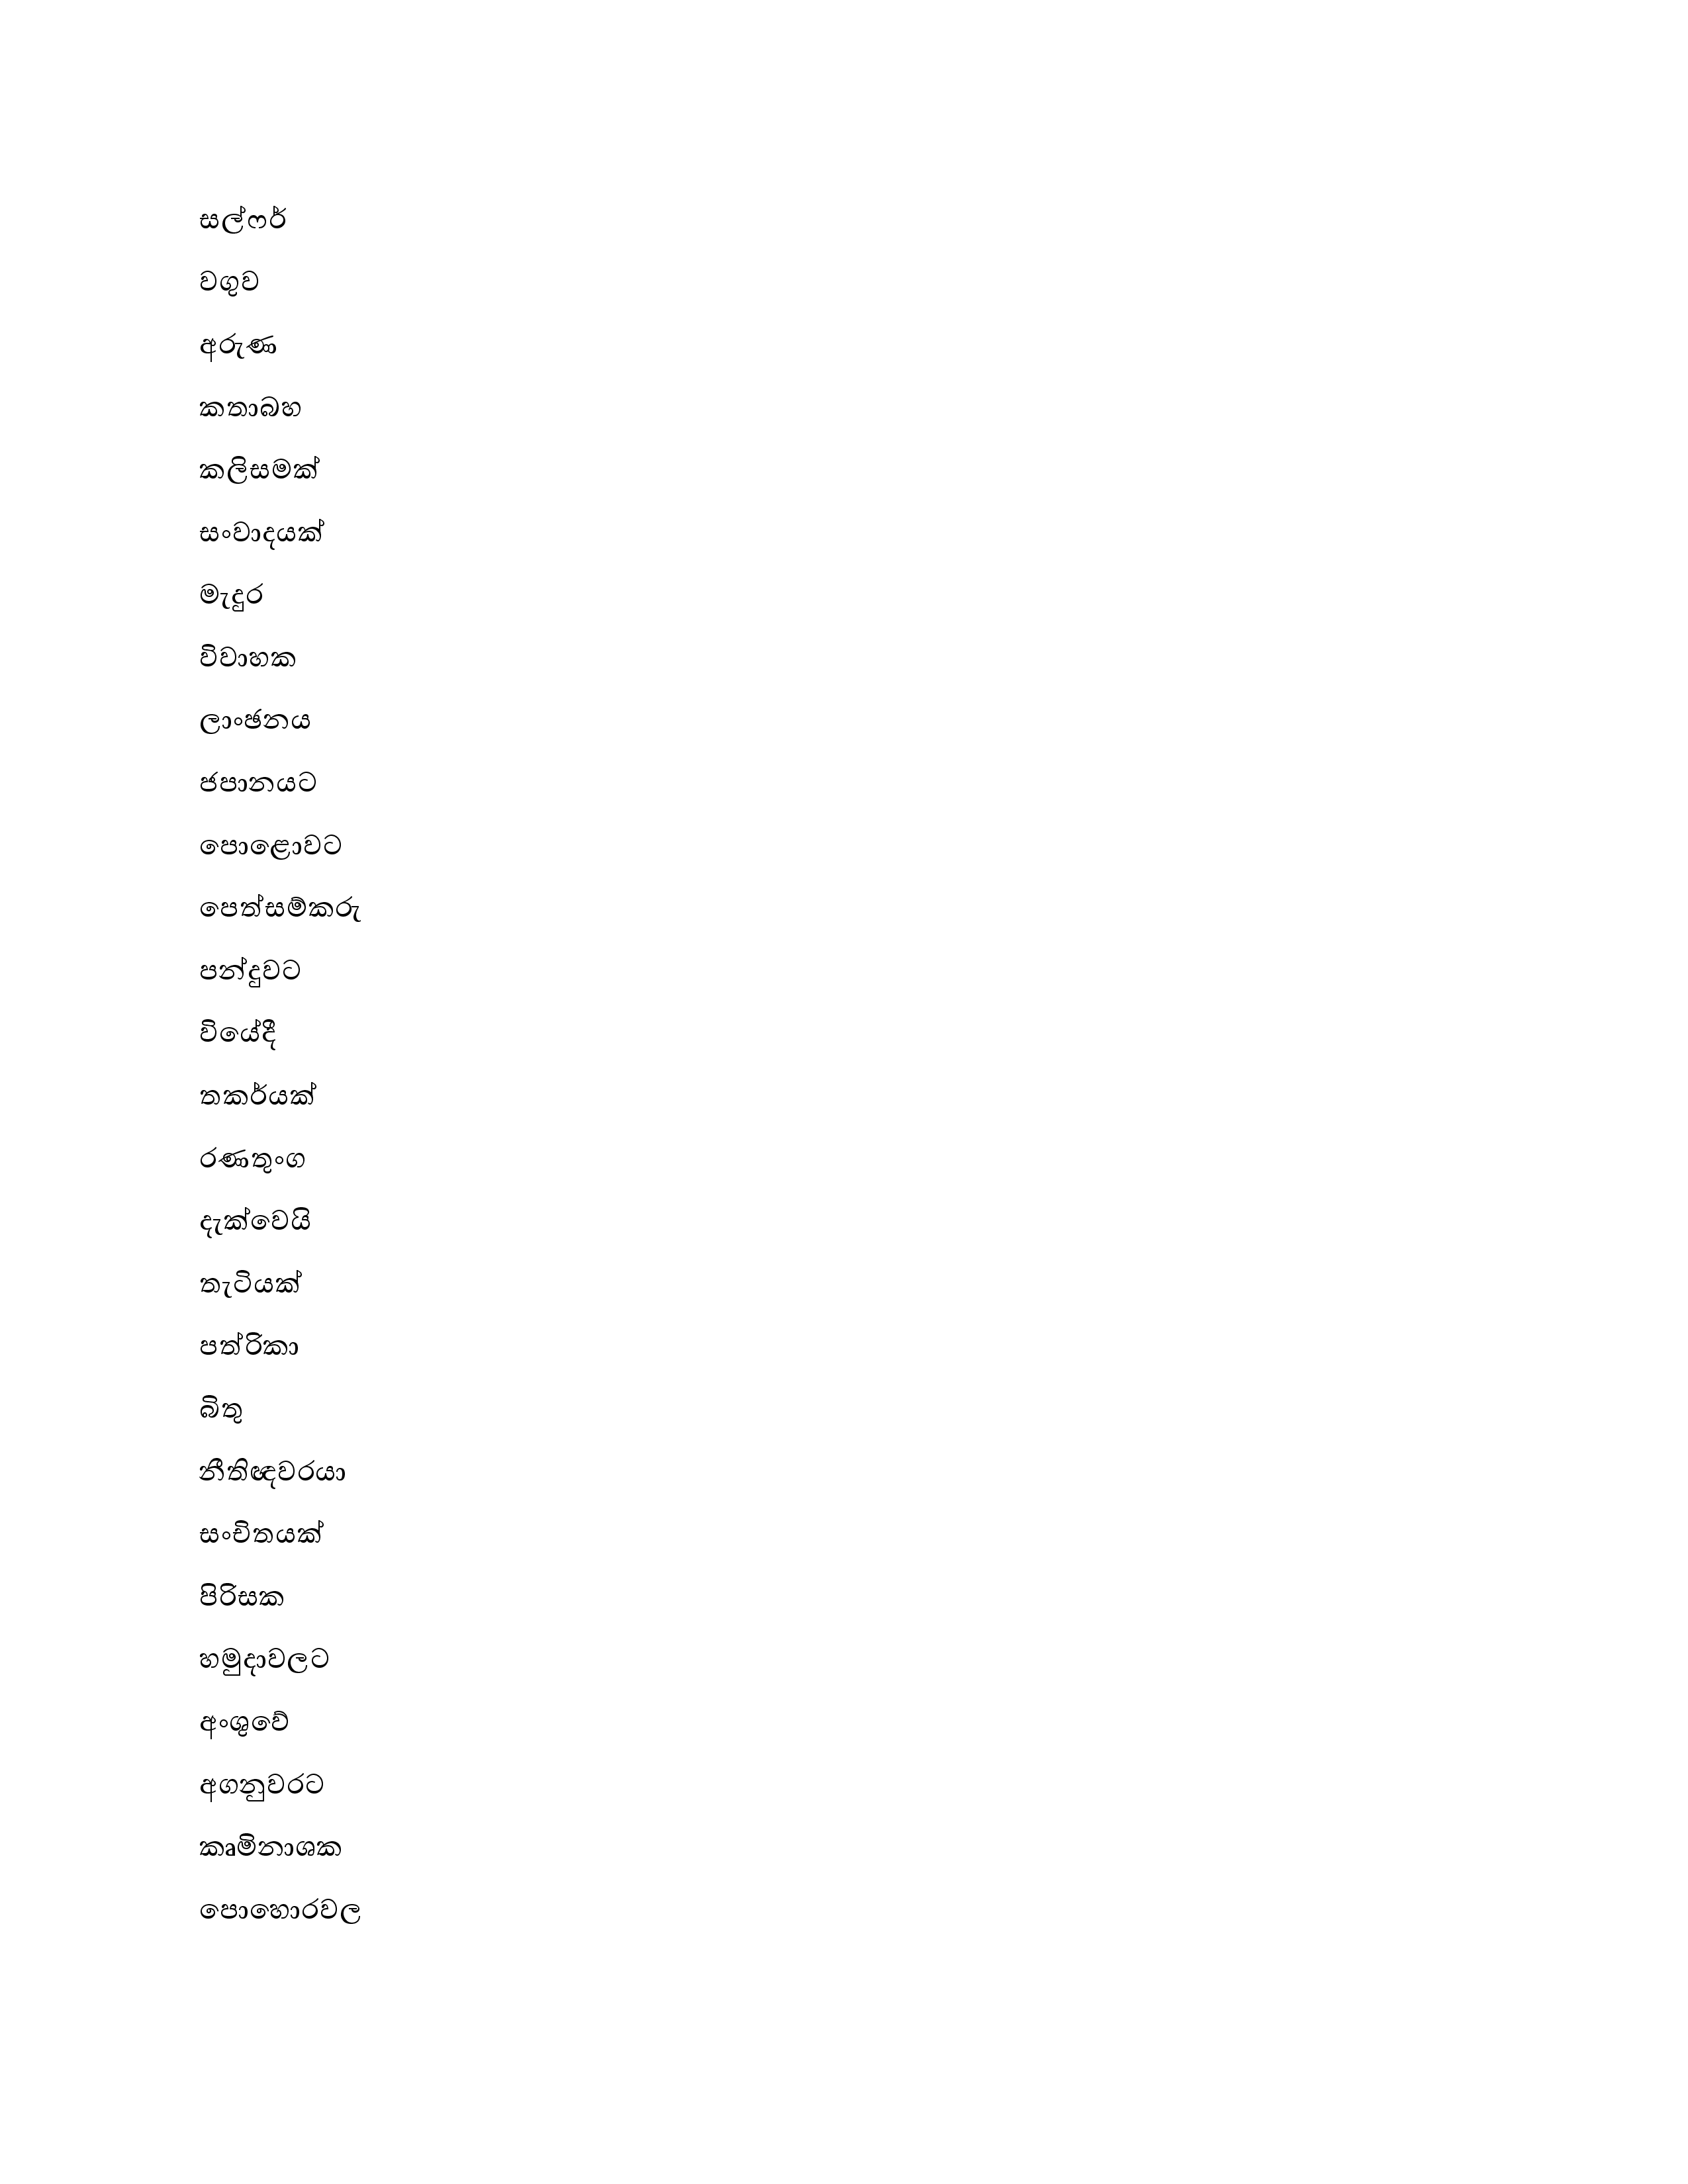 සල්ෆර්
වගුව
අරුණ
කතාබහ
කලිසමක්
සංවාදයක්
මැදුර
විවාහක
ලාංඡනය
ජපානයට
පොළොවට
පෙත්සම්කරු
පන්දුවට
වියේදී
තකර්යක්
රණතුංග
දැක්වෙයි
තැටියක්
පත්රිකා
බිතු
නීතිඥවරයා
සංචිතයක්
පිරිසක
හමුදාවලට
අංශුවේ
අගනුවරට
කෘමිනාශක
පොහොරවල